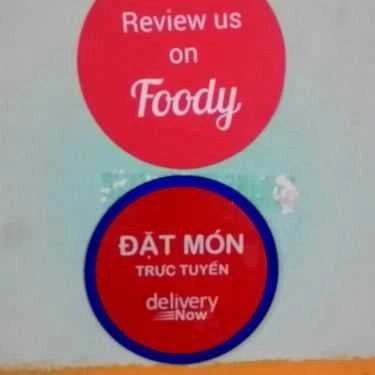 Review us
on
Foody
ĐẶT MÓN
TRỰC TUYẾN
delivery
Now